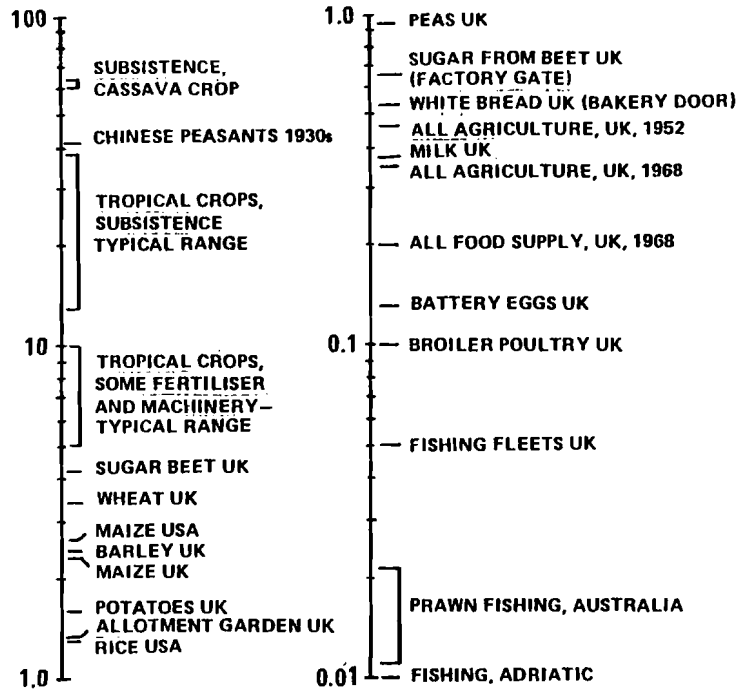 100
SUBSISTENCE,
CASSAVA CROP
CHINESE PEASANTS 1930s
TROPICAL CROPS,
SUBSISTENCE
TYPICAL RANGE
10
TROPICAL CROPS,
SOME FERTILISER
AND MACHINERY–
TYPICAL RANGE
SUGAR BEET UK
WHEAT UK
MAIZE USA
BARLEY UK
MAIZE UK
POTATOES UK
ALLOTMENT GARDEN UK
RICE USA
1.0
1.0
PEAS UK
SUGAR FROM BEET UK
(FACTORY GATE)
WHITE BREAD UK (BAKERY DOOR)
ALL AGRICULTURE, UK, 1952
MILK UK
ALL AGRICULTURE, UK, 1968
ALL FOOD SUPPLY, UK, 1968
BATTERY EGGS UK
0.1
BROILER POULTRY UK
FISHING FLEETS UK
PRAWN FISHING, AUSTRALIA
0.01
FISHING, ADRIATIC